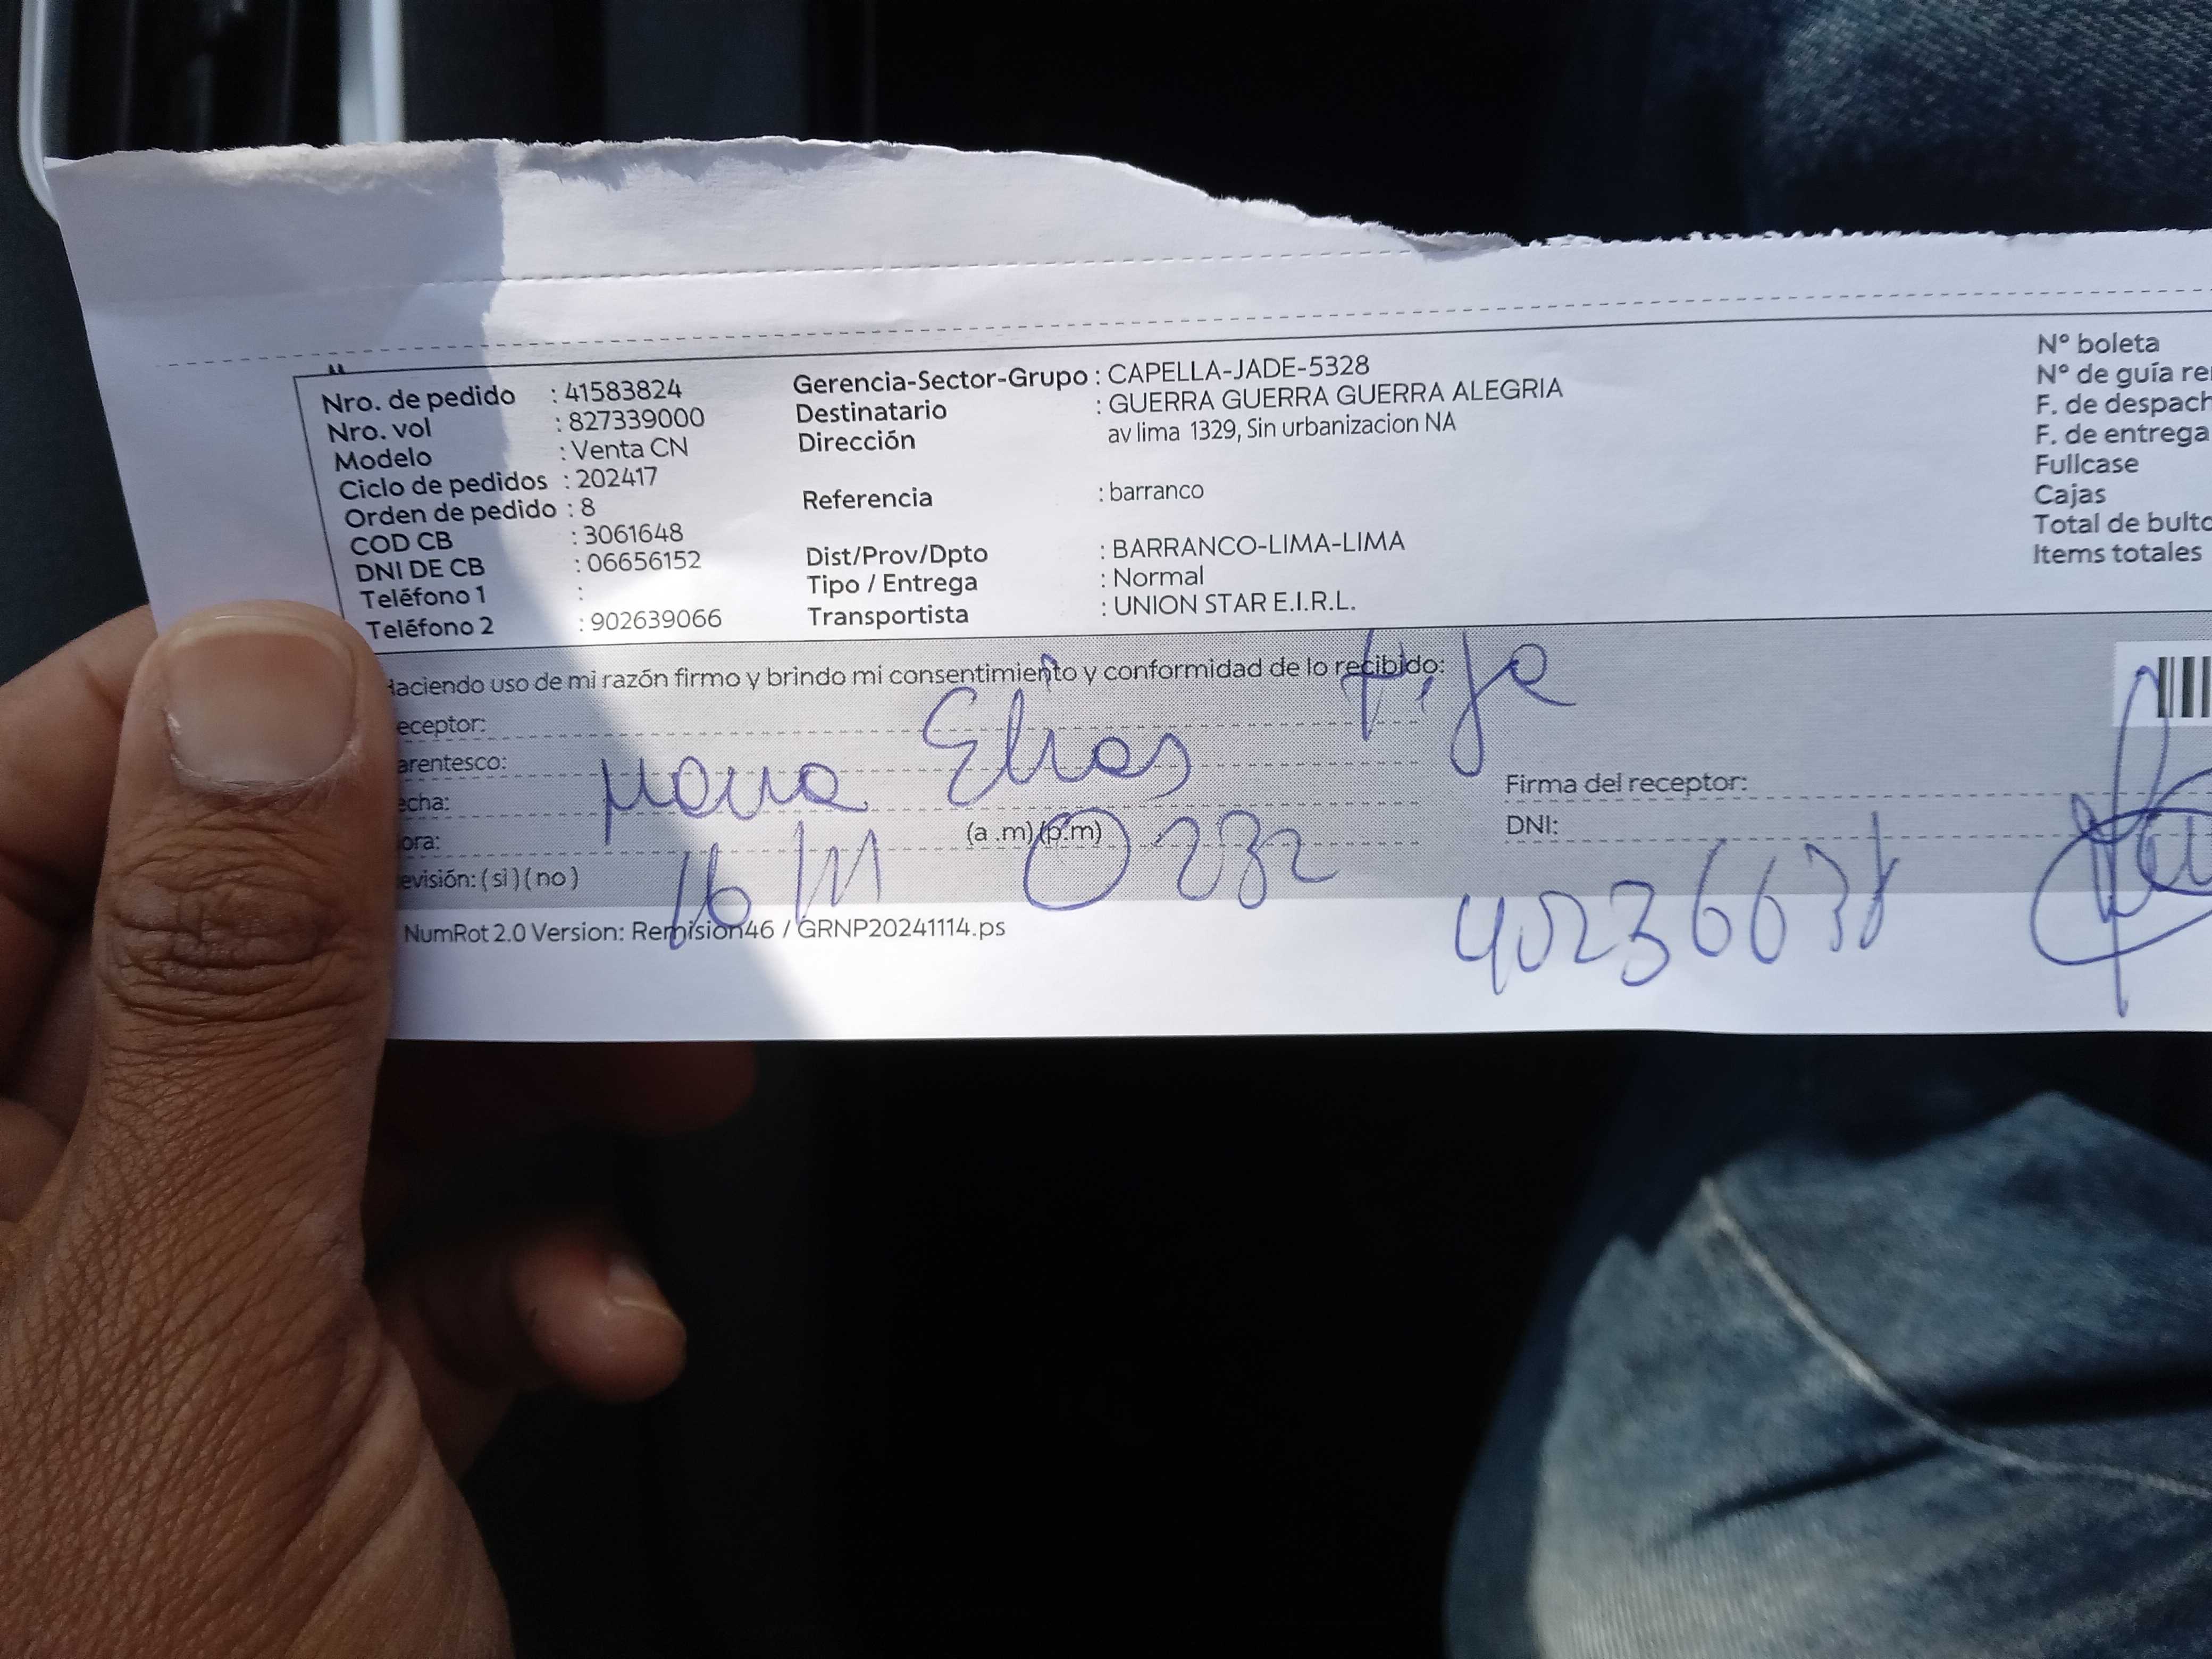 Nro. de pedido : 41583824
Nro. vol : 827339000
Modelo : Venta CN
Ciclo de pedidos : 202417
Orden de pedido : 8
COD CB : 3061648
DNI DE CB : 06656152
Teléfono 1 :
Teléfono 2 : 902639066
Gerencia-Sector-Grupo : CAPELLA-JADE-5328
Destinatario : GUERRA GUERRA GUERRA ALEGRIA
Dirección av lima 1329, Sin urbanizacion NA
Referencia : barranco
Dist/Prov/Dpto : BARRANCO-LIMA-LIMA
Tipo / Entrega : Normal
Transportista : UNION STAR E.I.R.L.
N° boleta
N° de guía re
F. de despach
F. de entrega
Fullcase
Cajas
Total de bulto
Items totales
Haciendo uso de mi razón firmo y brindo mi consentimiento y conformidad de lo recibido:
eceptor:
arentesco:
echa:
ora: (a .m)(p.m)
evisión: ( si ) ( no )
Elias
16/11
Firma del receptor:
DNI:
NumRot 2.0 Version: Remision46 / GRNP20241114.ps